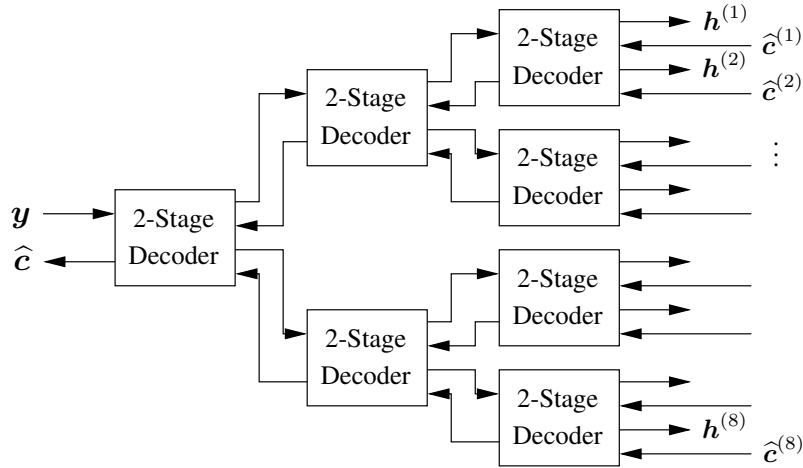 2-Stage Decoder h^{(1)}
ĉ^{(1)}
h^{(2)}
ĉ^{(2)}
2-Stage
Decoder
2-Stage
Decoder
⋮
y
ĉ
2-Stage
Decoder
2-Stage
Decoder
2-Stage
Decoder
2-Stage
Decoder
h^{(8)}
ĉ^{(8)}